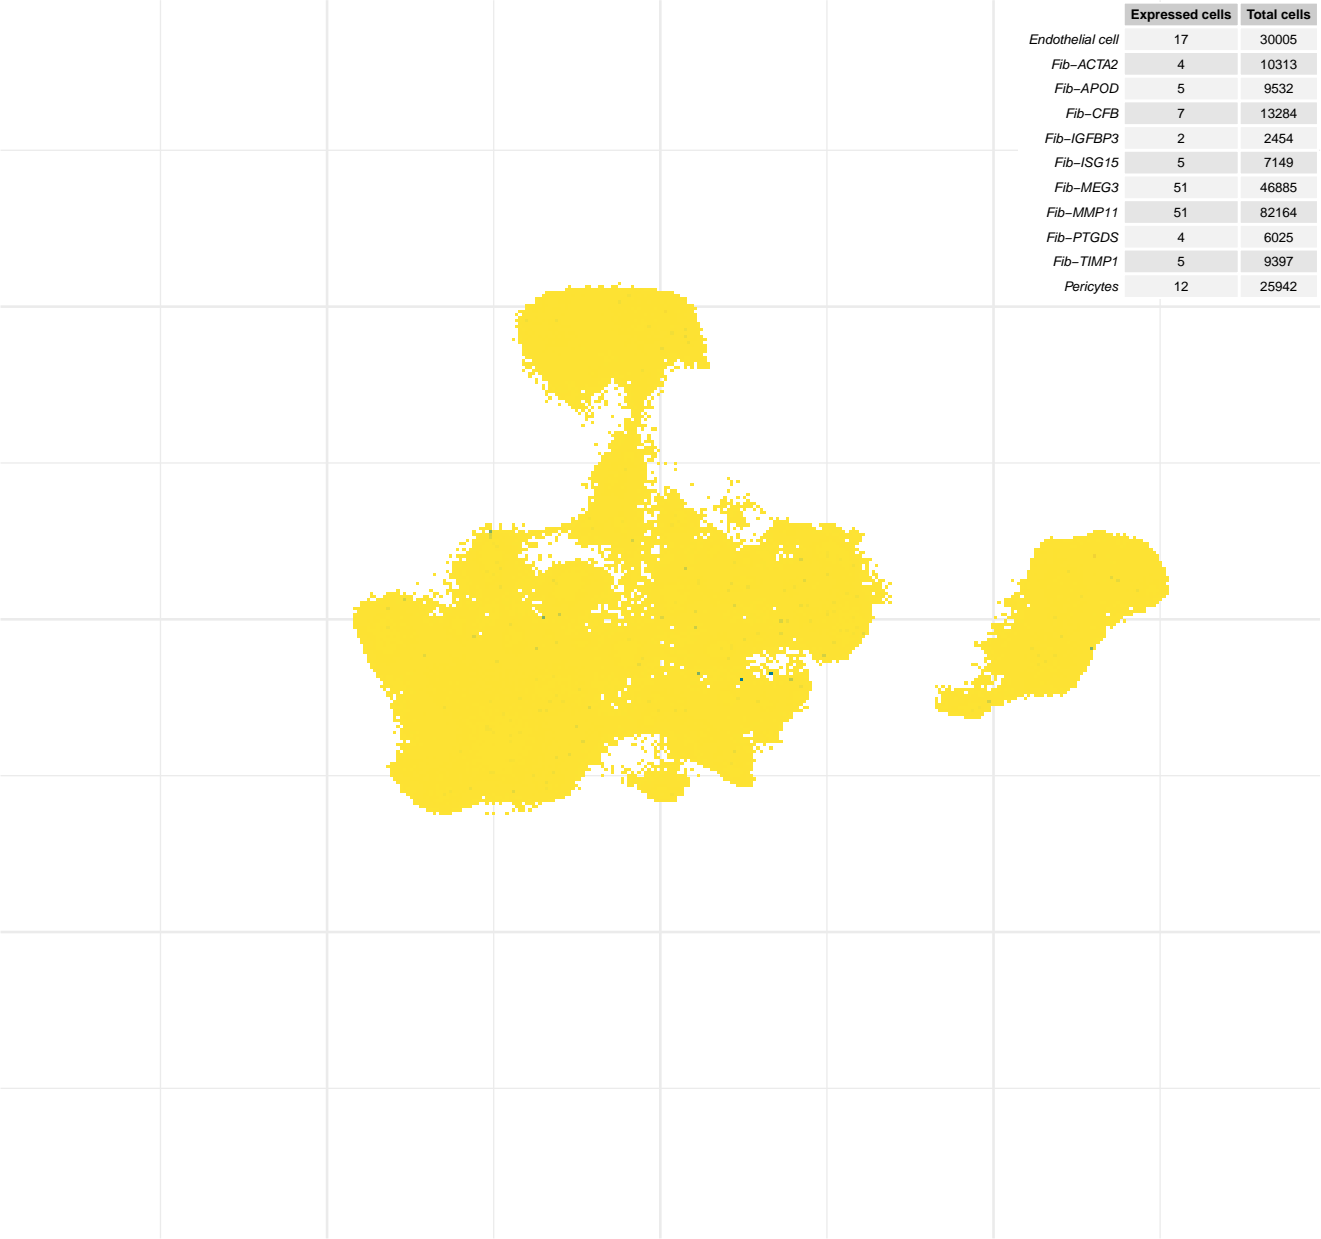 Expressed cells Total cells
Endothelial cell 17 30005
Fib−ACTA2 4 10313
Fib−APOD 5 9532
Fib−CFB 7 13284
Fib−IGFBP3 2 2454
Fib−ISG15 5 7149
Fib−MEG3 51 46885
Fib−MMP11 51 82164
Fib−PTGDS 4 6025
Fib−TIMP1 5 9397
Pericytes 12 25942